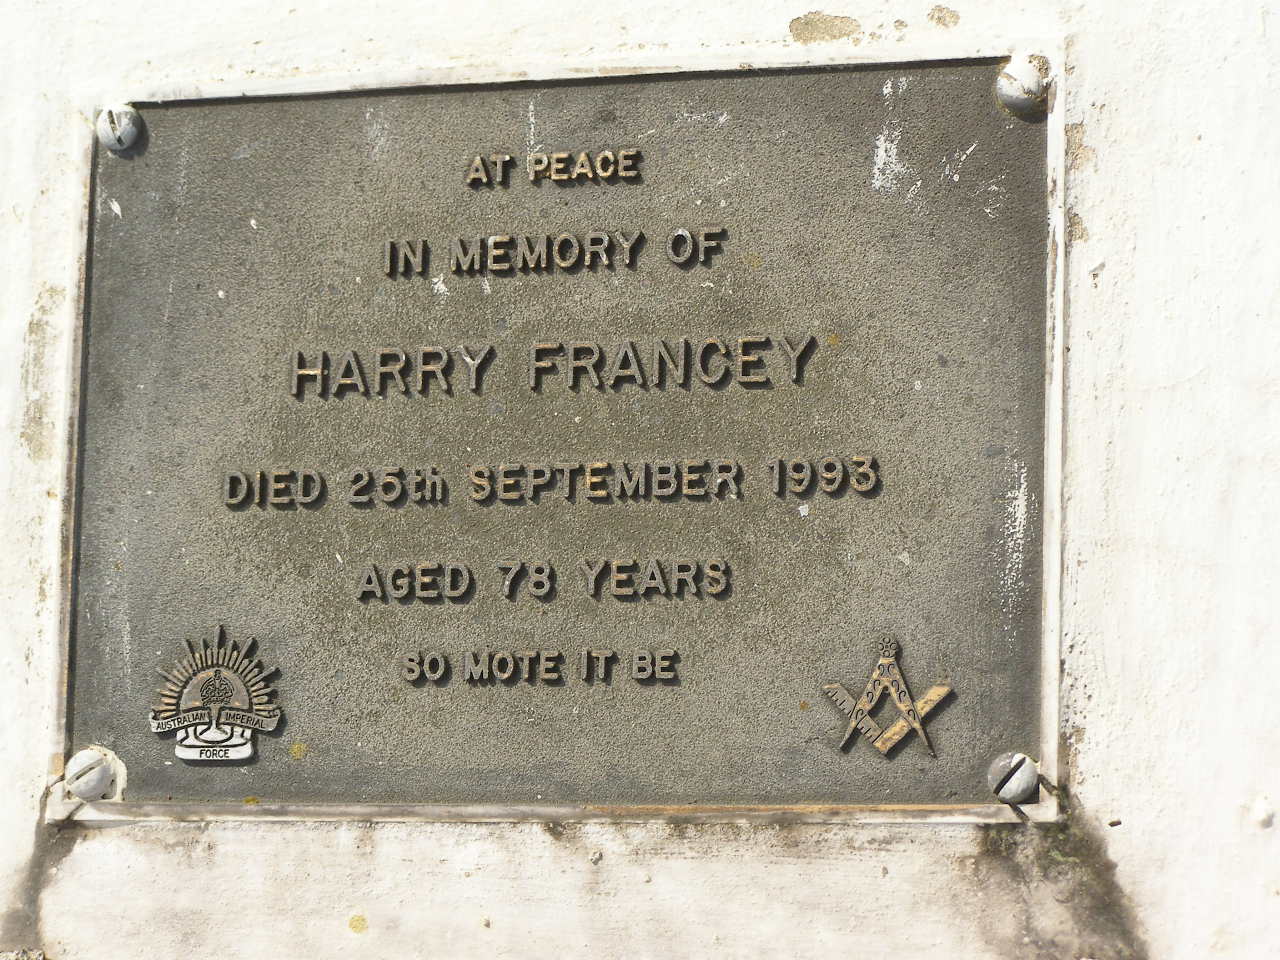 AT PEACE
IN MEMORY OF
HARRY FRANCEY
DIED 25th SEPTEMBER 1993
AGED 78 YEARS
SO MOTE IT BE
AUSTRALIAN IMPERIAL
FORCE